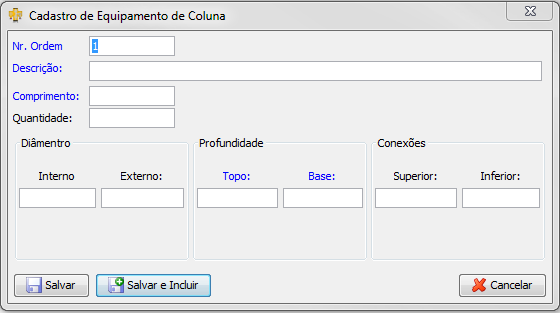 Cadastro de Equipamento de Coluna
Nr. Ordem 1
Descrição:
Comprimento:
Quantidade:
Diâmentro Profundidade Conexões
Interno Externo: Topo: Base: Superior: Inferior:
Salvar Salvar e Incluir Cancelar